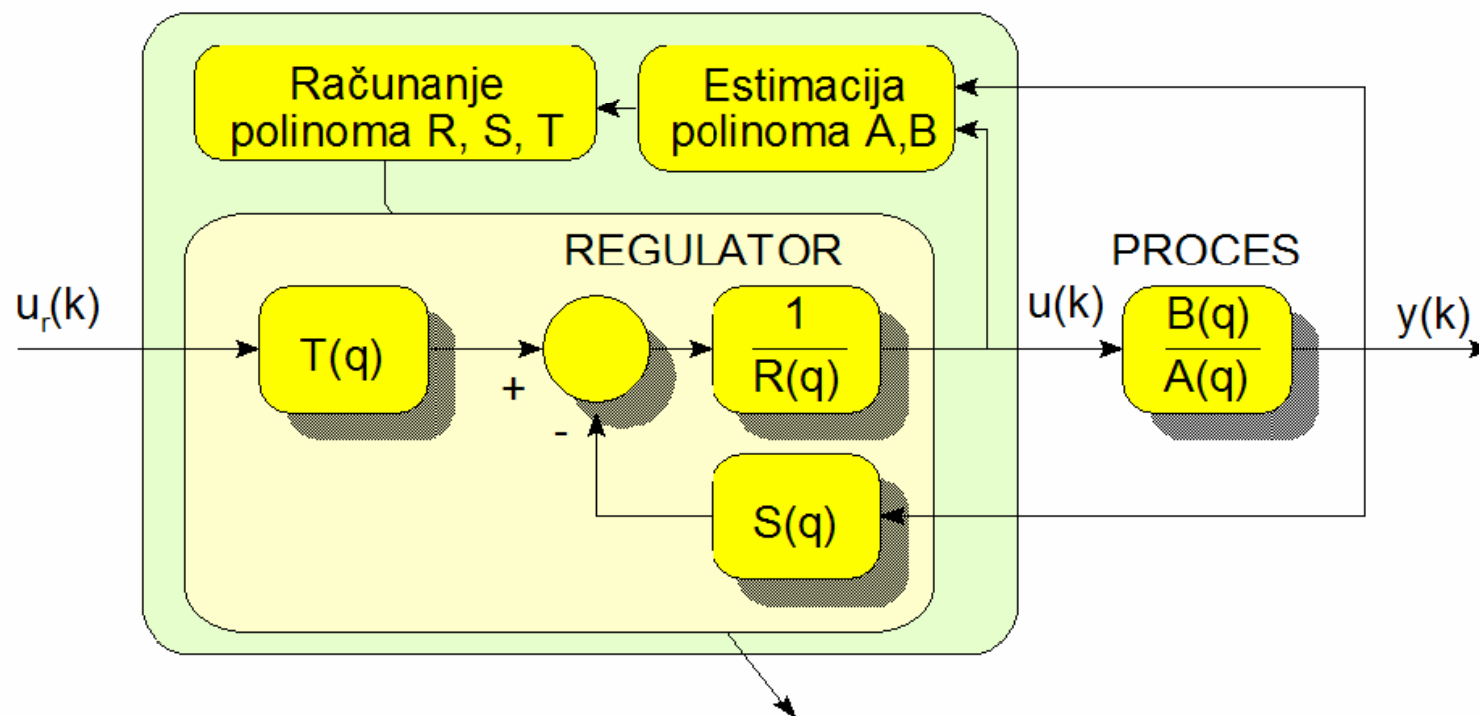 Računanje
polinoma R, S, T
Estimacija
polinoma A,B
REGULATOR
PROCES
u_r(k)
T(q)
+
-
1
R(q)
u(k)
B(q)
A(q)
y(k)
S(q)